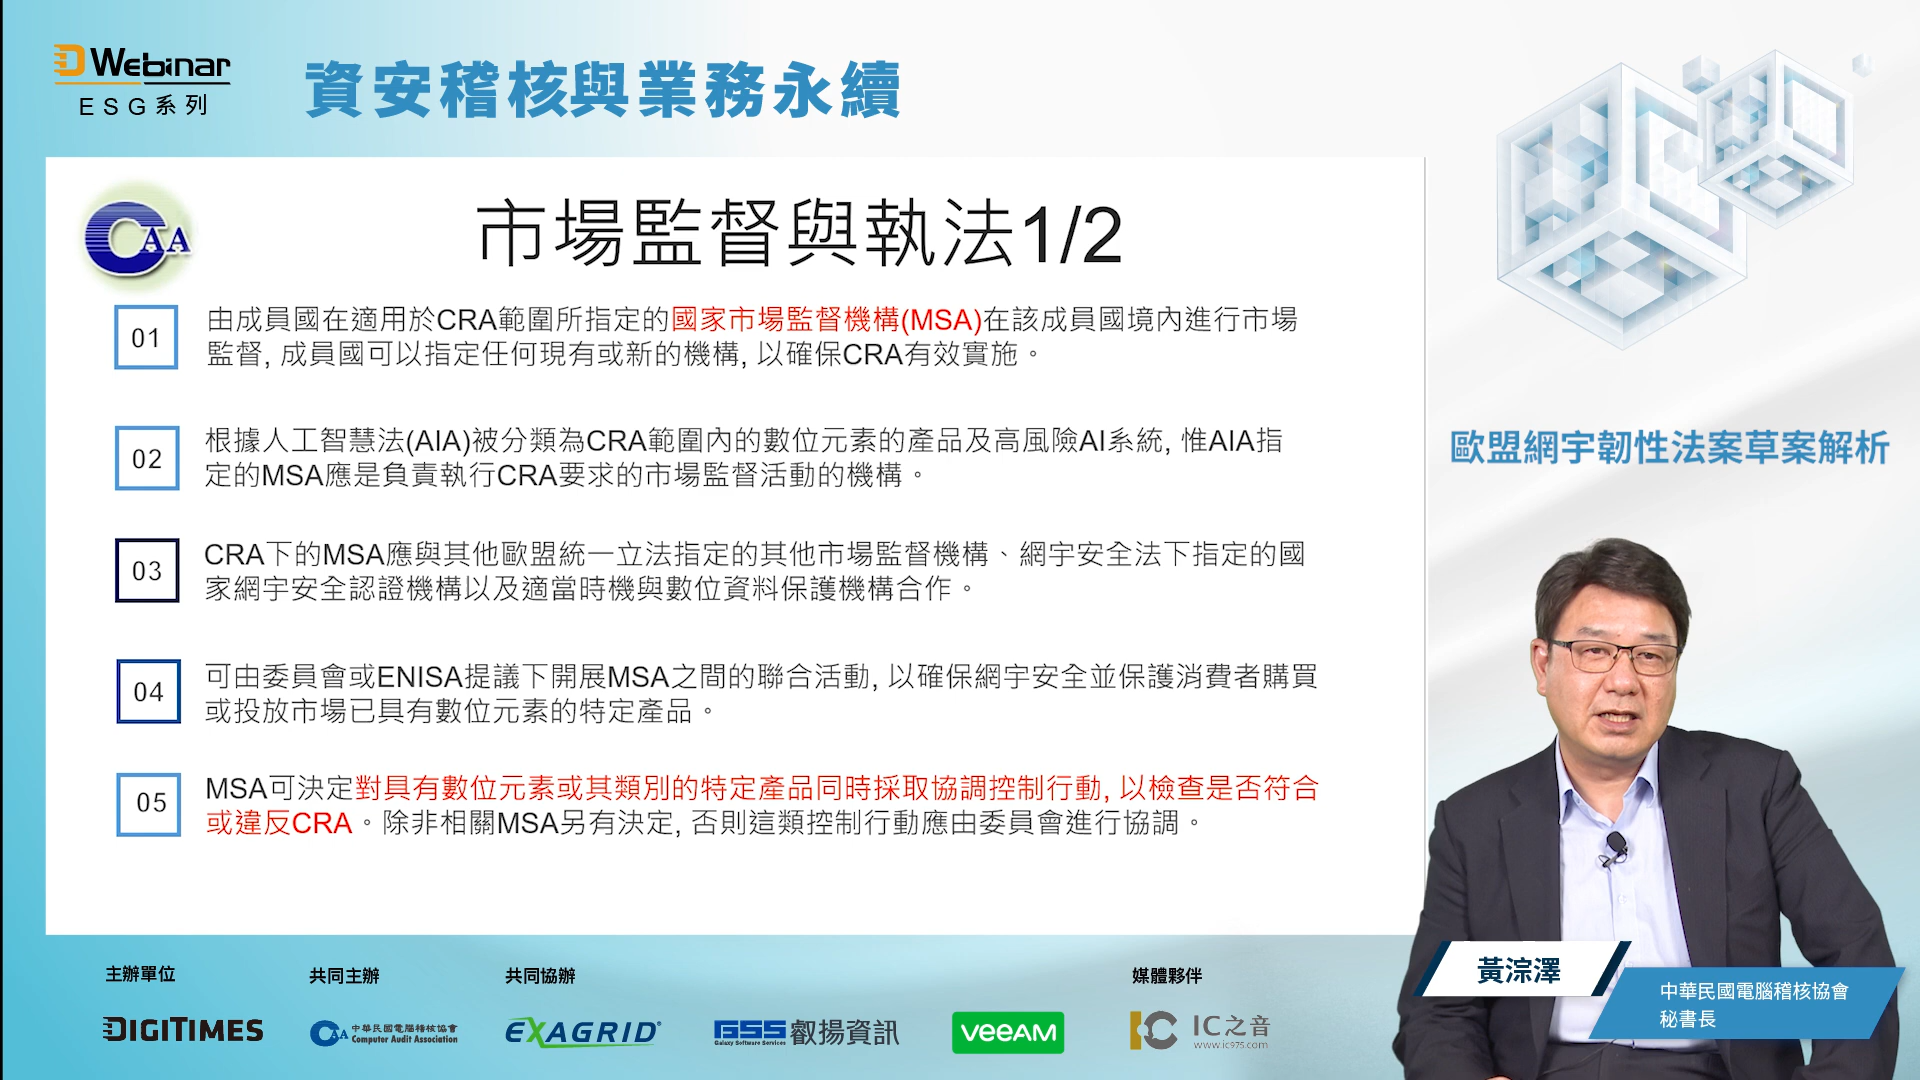 D Webinar
ESG系列
資安稽核與業務永續
CAA
市場監督與執法1/2
01
由成員國在適用於CRA範圍所指定的國家市場監督機構(MSA)在該成員國境內進行市場
監督, 成員國可以指定任何現有或新的機構, 以確保CRA有效實施。
02
根據人工智慧法(AIA)被分類為CRA範圍內的數位元素的產品及高風險AI系統, 惟AIA指
定的MSA應是負責執行CRA要求的市場監督活動的機構。
03
CRA下的MSA應與其他歐盟統一立法指定的其他市場監督機構、網宇安全法下指定的國
家網宇安全認證機構以及適當時機與數位資料保護機構合作。
04
可由委員會或ENISA提議下開展MSA之間的聯合活動, 以確保網宇安全並保護消費者購買
或投放市場已具有數位元素的特定產品。
05
MSA可決定對具有數位元素或其類別的特定產品同時採取協調控制行動, 以檢查是否符合
或違反CRA。除非相關MSA另有決定, 否則這類控制行動應由委員會進行協調。
歐盟網宇韌性法案草案解析
黃淙澤
中華民國電腦稽核協會
秘書長
主辦單位
DIGITIMES
共同主辦
CAA 中華民國電腦稽核協會
Computer Audit Association
共同協辦
EXAGRID
GSS 叡揚資訊
Galaxy Software Services
veeAM
媒體夥伴
IC IC之音
www.ic975.com